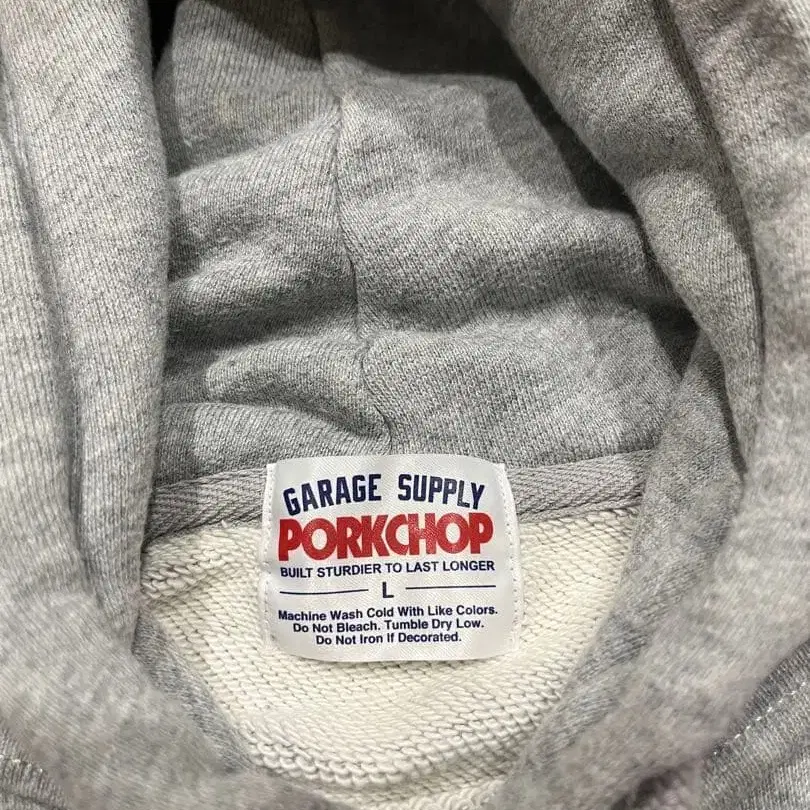 GARAGE SUPPLY
PORKCHOP
BUILT STURDIER TO LAST LONGER
L
Machine Wash Cold With Like Colors.
Do Not Bleach. Tumble Dry Low.
Do Not Iron If Decorated.